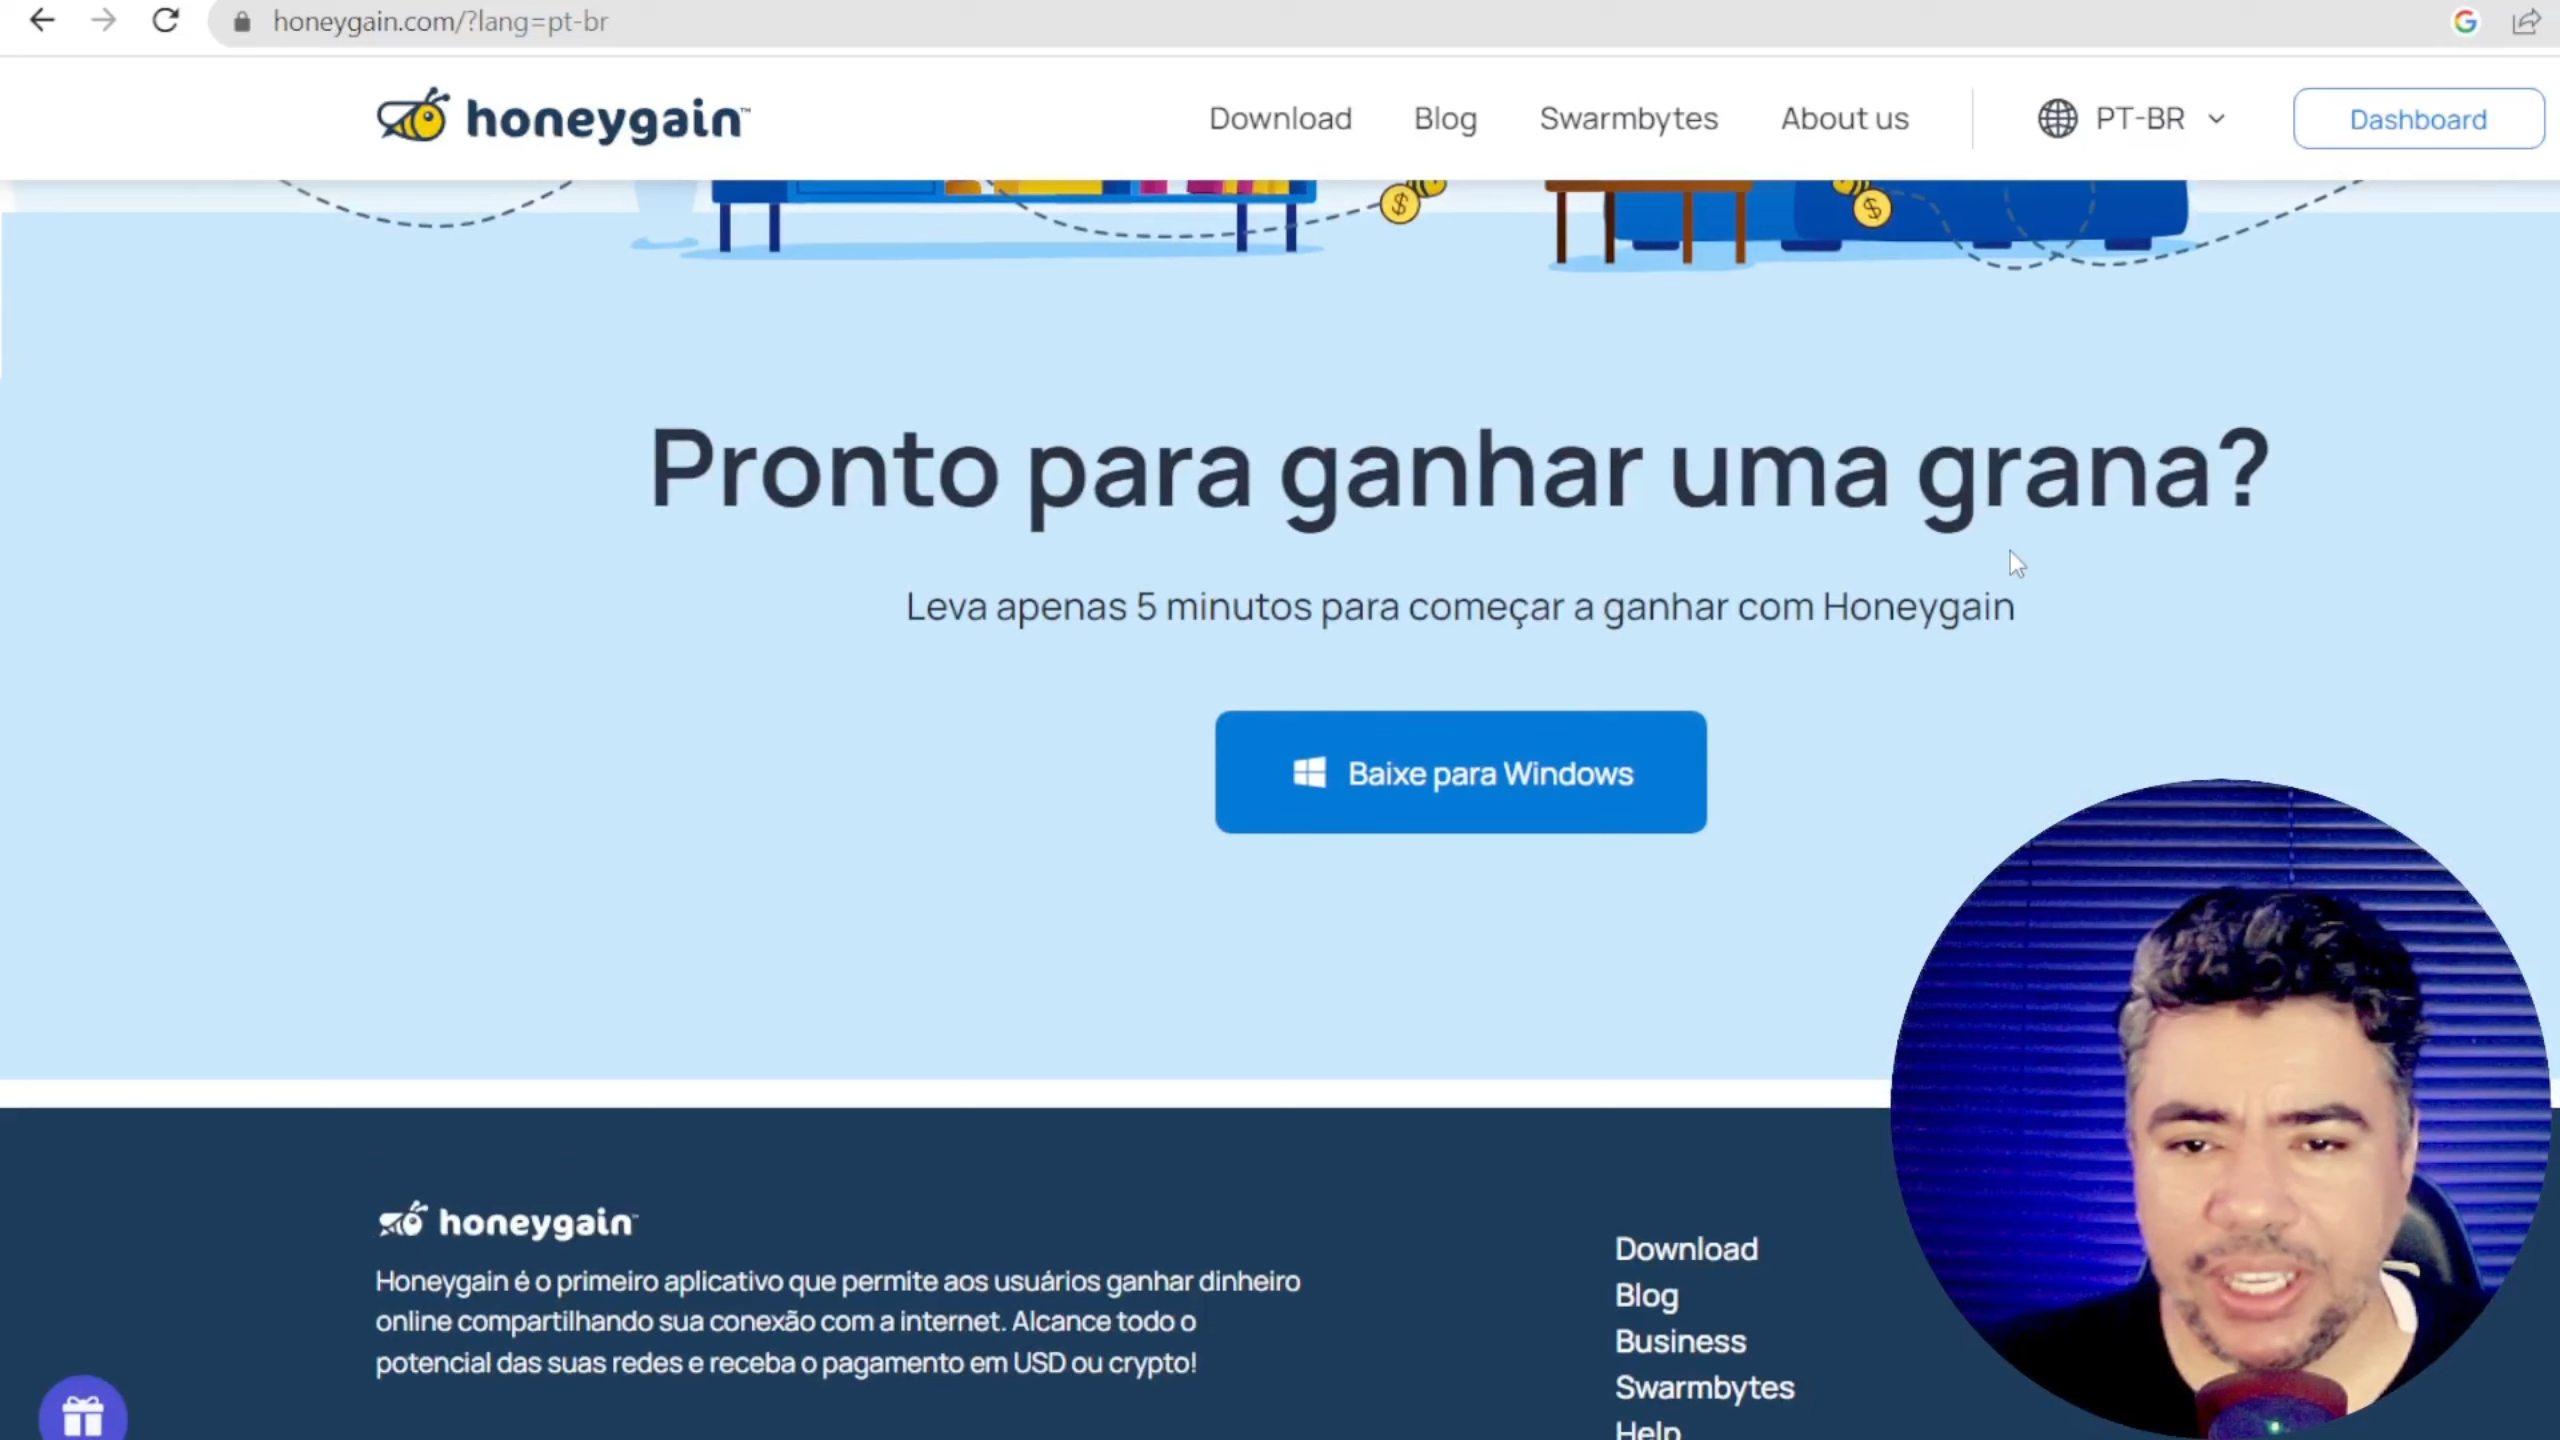 honeygain.com/?lang=pt-br
honeygain™
Download
Blog
Swarmbytes
About us
PT-BR
Dashboard
$
$
Pronto para ganhar uma grana?
Leva apenas 5 minutos para começar a ganhar com Honeygain
Baixe para Windows
honeygain™
Honeygain é o primeiro aplicativo que permite aos usuários ganhar dinheiro
online compartilhando sua conexão com a internet. Alcance todo o
potencial das suas redes e receba o pagamento em USD ou crypto!
Download
Blog
Business
Swarmbytes
Help